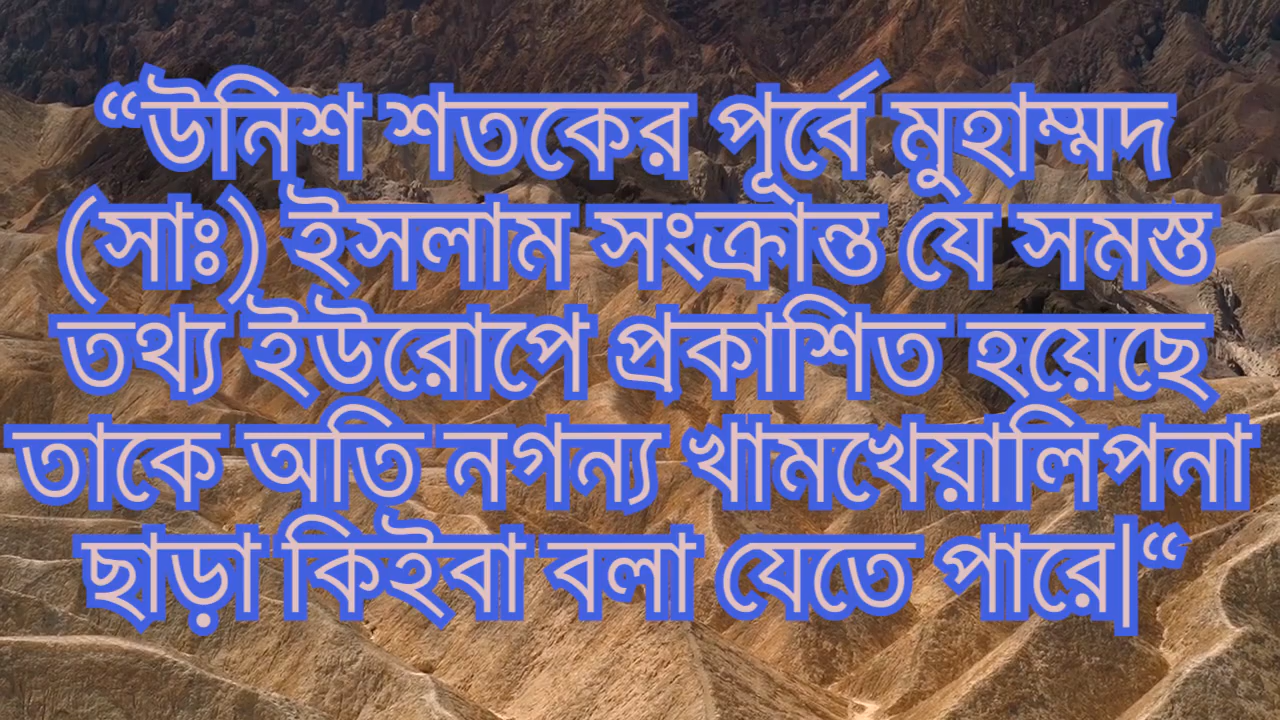 “উনিশ শতকের পূর্বে মুহাম্মদ
(সাঃ) ইসলাম সংক্রান্ত যে সমস্ত
তথ্য ইউরোপে প্রকাশিত হয়েছে
তাকে অতি নগন্য খামখেয়ালিপনা
ছাড়া কিইবা বলা যেতে পারে|“